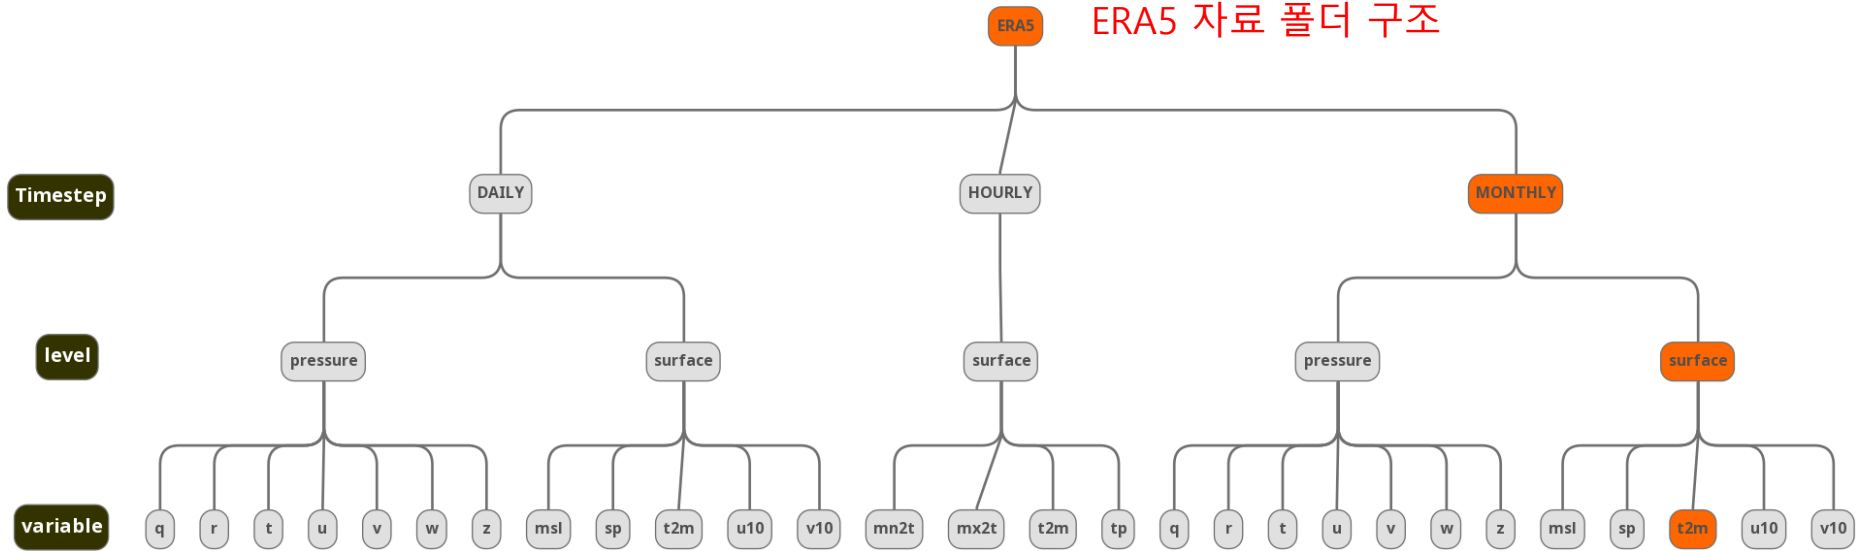 ERA5
ERA5 자료 폴더 구조
Timestep
DAILY
HOURLY
MONTHLY
level
pressure
surface
surface
pressure
surface
variable
q
r
t
u
v
w
z
msl
sp
t2m
u10
v10
mn2t
mx2t
t2m
tp
q
r
t
u
v
w
z
msl
sp
t2m
u10
v10